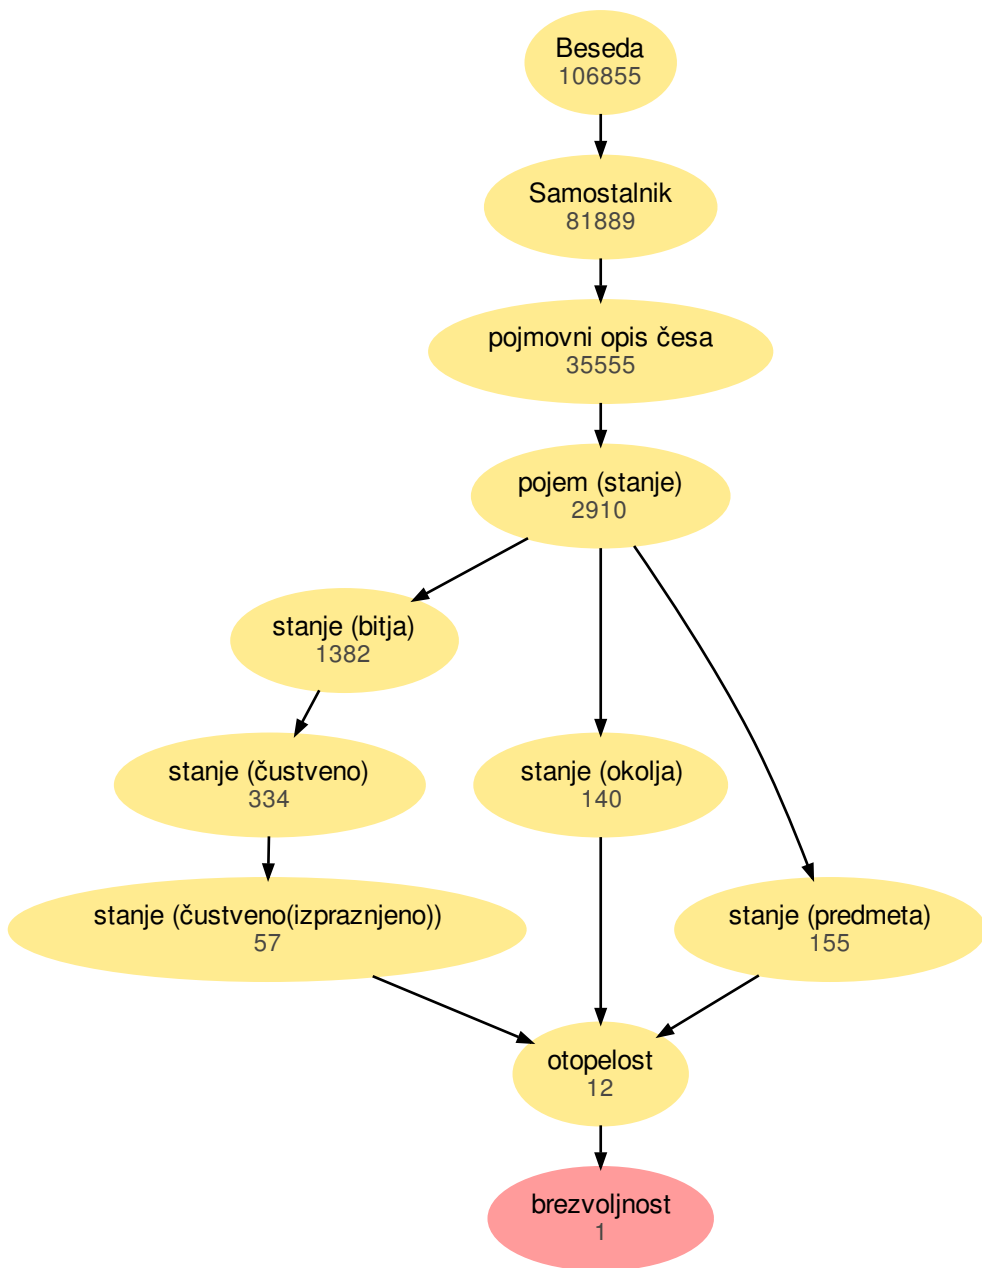 Beseda
106855
Samostalnik
81889
pojmovni opis česa
35555
pojem (stanje)
2910
stanje (bitja)
1382
stanje (čustveno)
334
stanje (okolja)
140
stanje (čustveno(izpraznjeno))
57
stanje (predmeta)
155
otopelost
12
brezvoljnost
1